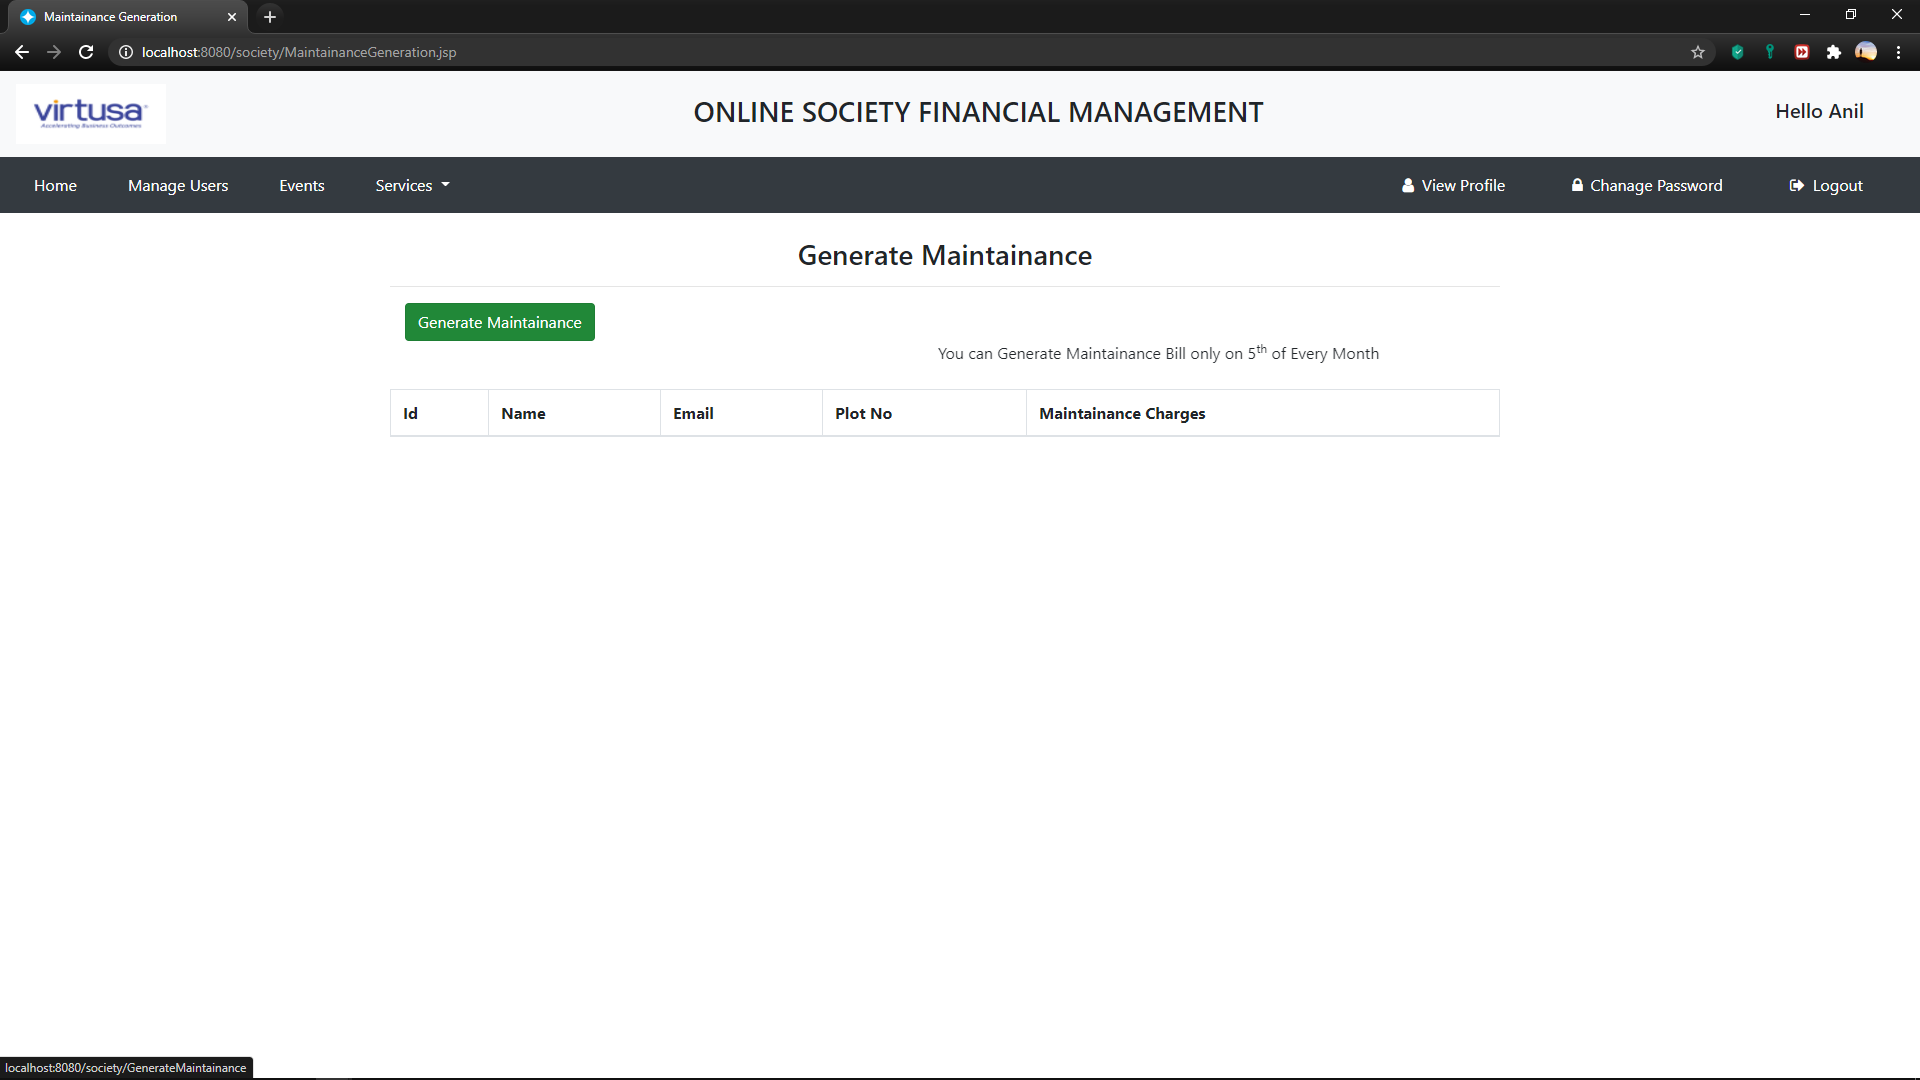 Maintainance Generation
localhost:8080/society/MaintainanceGeneration.jsp
virtusa
Accelerating Business Outcomes
ONLINE SOCIETY FINANCIAL MANAGEMENT
Hello Anil
Home Manage Users Events Services View Profile Chanage Password Logout
Generate Maintainance
Generate Maintainance
You can Generate Maintainance Bill only on 5th of Every Month
Id Name Email Plot No Maintainance Charges
localhost:8080/society/GenerateMaintainance